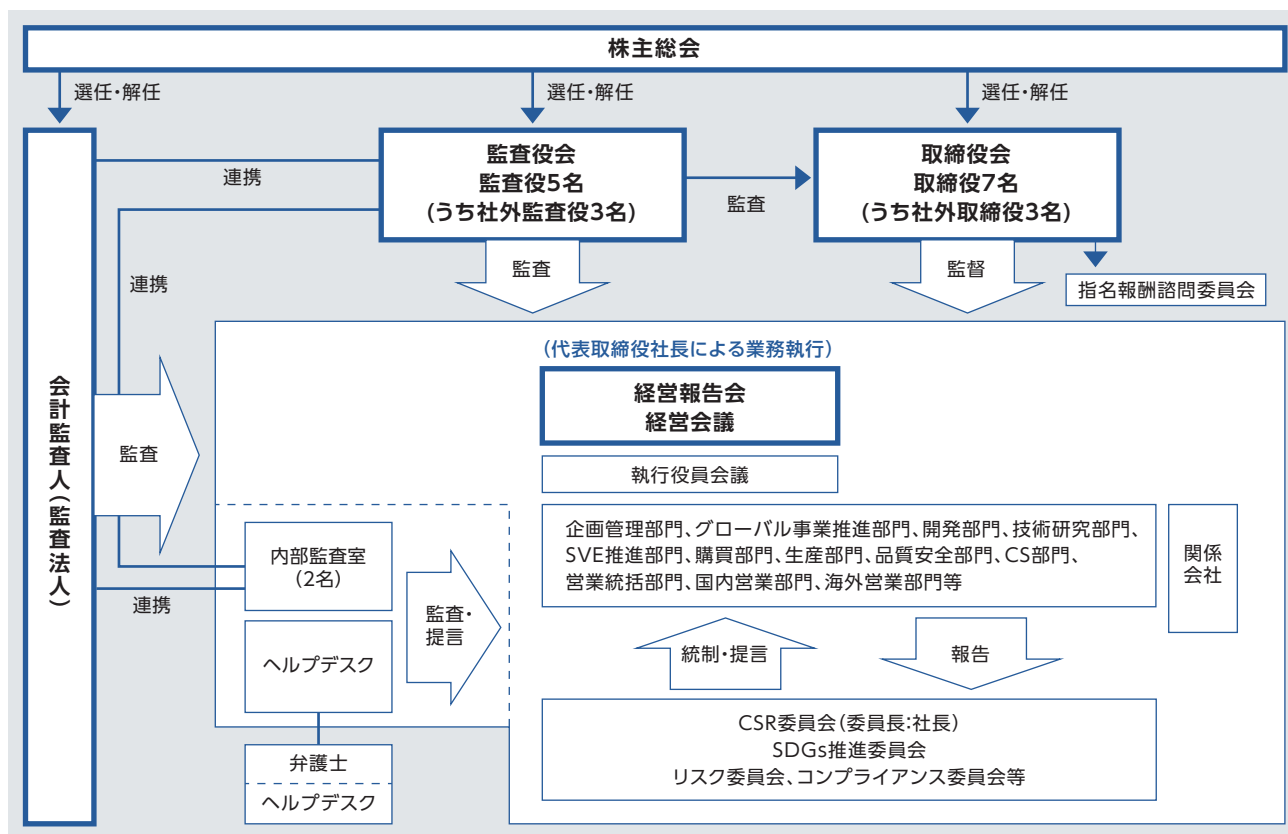 株主総会
選任・解任
選任・解任
選任・解任
会計監査人(監査法人)
連携
監査役会
監査役5名
(うち社外監査役3名)
監査
取締役会
取締役7名
(うち社外取締役3名)
連携
監査
監督
指名報酬諮問委員会
監査
(代表取締役社長による業務執行)
経営報告会
経営会議
執行役員会議
企画管理部門、グローバル事業推進部門、開発部門、技術研究部門、
SVE推進部門、購買部門、生産部門、品質安全部門、CS部門、
営業統括部門、国内営業部門、海外営業部門等
関係
会社
内部監査室
(2名)
連携
監査・
提言
ヘルプデスク
統制・提言
報告
弁護士
ヘルプデスク
CSR委員会(委員長:社長)
SDGs推進委員会
リスク委員会、コンプライアンス委員会等